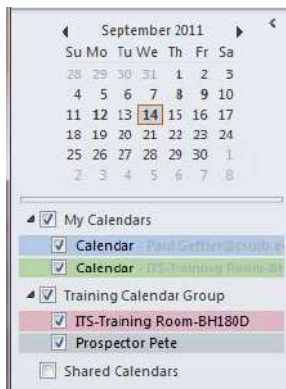 September 2011
Su Mo Tu We Th Fr Sa
28 29 30 31 1 2 3
4 5 6 7 8 9 10
11 12 13 14 15 16 17
18 19 20 21 22 23 24
25 26 27 28 29 30 1
2 3 4 5 6 7 8
My Calendars
Calendar - Paul.Gettier@csulb.e
Calendar - ITS-Training Room-BH
Training Calendar Group
ITS-Training Room-BH180D
Prospector Pete
Shared Calendars